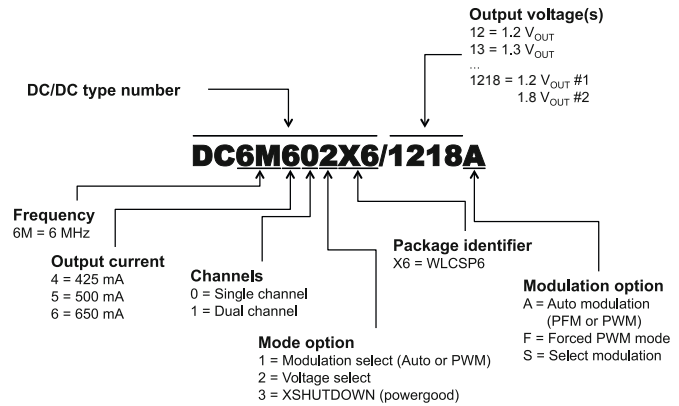 Output voltage(s)
12 = 1.2 VOUT
13 = 1.3 VOUT
...
1218 = 1.2 VOUT #1
1.8 VOUT #2
DC/DC type number
DC6M602X6/1218A
Frequency
6M = 6 MHz
Output current
4 = 425 mA
5 = 500 mA
6 = 650 mA
Channels
0 = Single channel
1 = Dual channel
Mode option
1 = Modulation select (Auto or PWM)
2 = Voltage select
3 = XSHUTDOWN (powergood)
Package identifier
X6 = WLCSP6
Modulation option
A = Auto modulation
(PFM or PWM)
F = Forced PWM mode
S = Select modulation